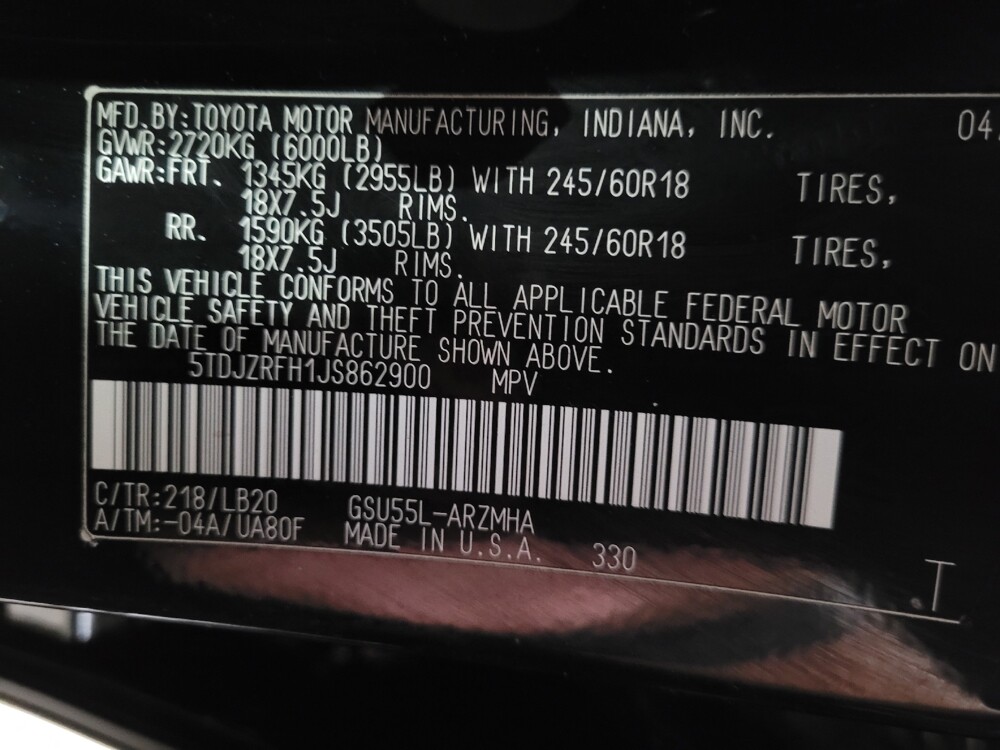 MFD.BY:TOYOTA MOTOR MANUFACTURING, INDIANA, INC. 04
GVWR:2720KG (6000LB)
GAWR:FRT. 1345KG (2955LB) WITH 245/60R18 TIRES,
18X7.5J RIMS.
RR. 1590KG (3505LB) WITH 245/60R18 TIRES,
18X7.5J RIMS.
THIS VEHICLE CONFORMS TO ALL APPLICABLE FEDERAL MOTOR
VEHICLE SAFETY AND THEFT PREVENTION STANDARDS IN EFFECT ON
THE DATE OF MANUFACTURE SHOWN ABOVE.
5TDJZRFH1JS862900 MPV
C/TR:218/LB20 GSU55L-ARZMHA
A/TM:-04A/UA80F MADE IN U.S.A. 330
.T